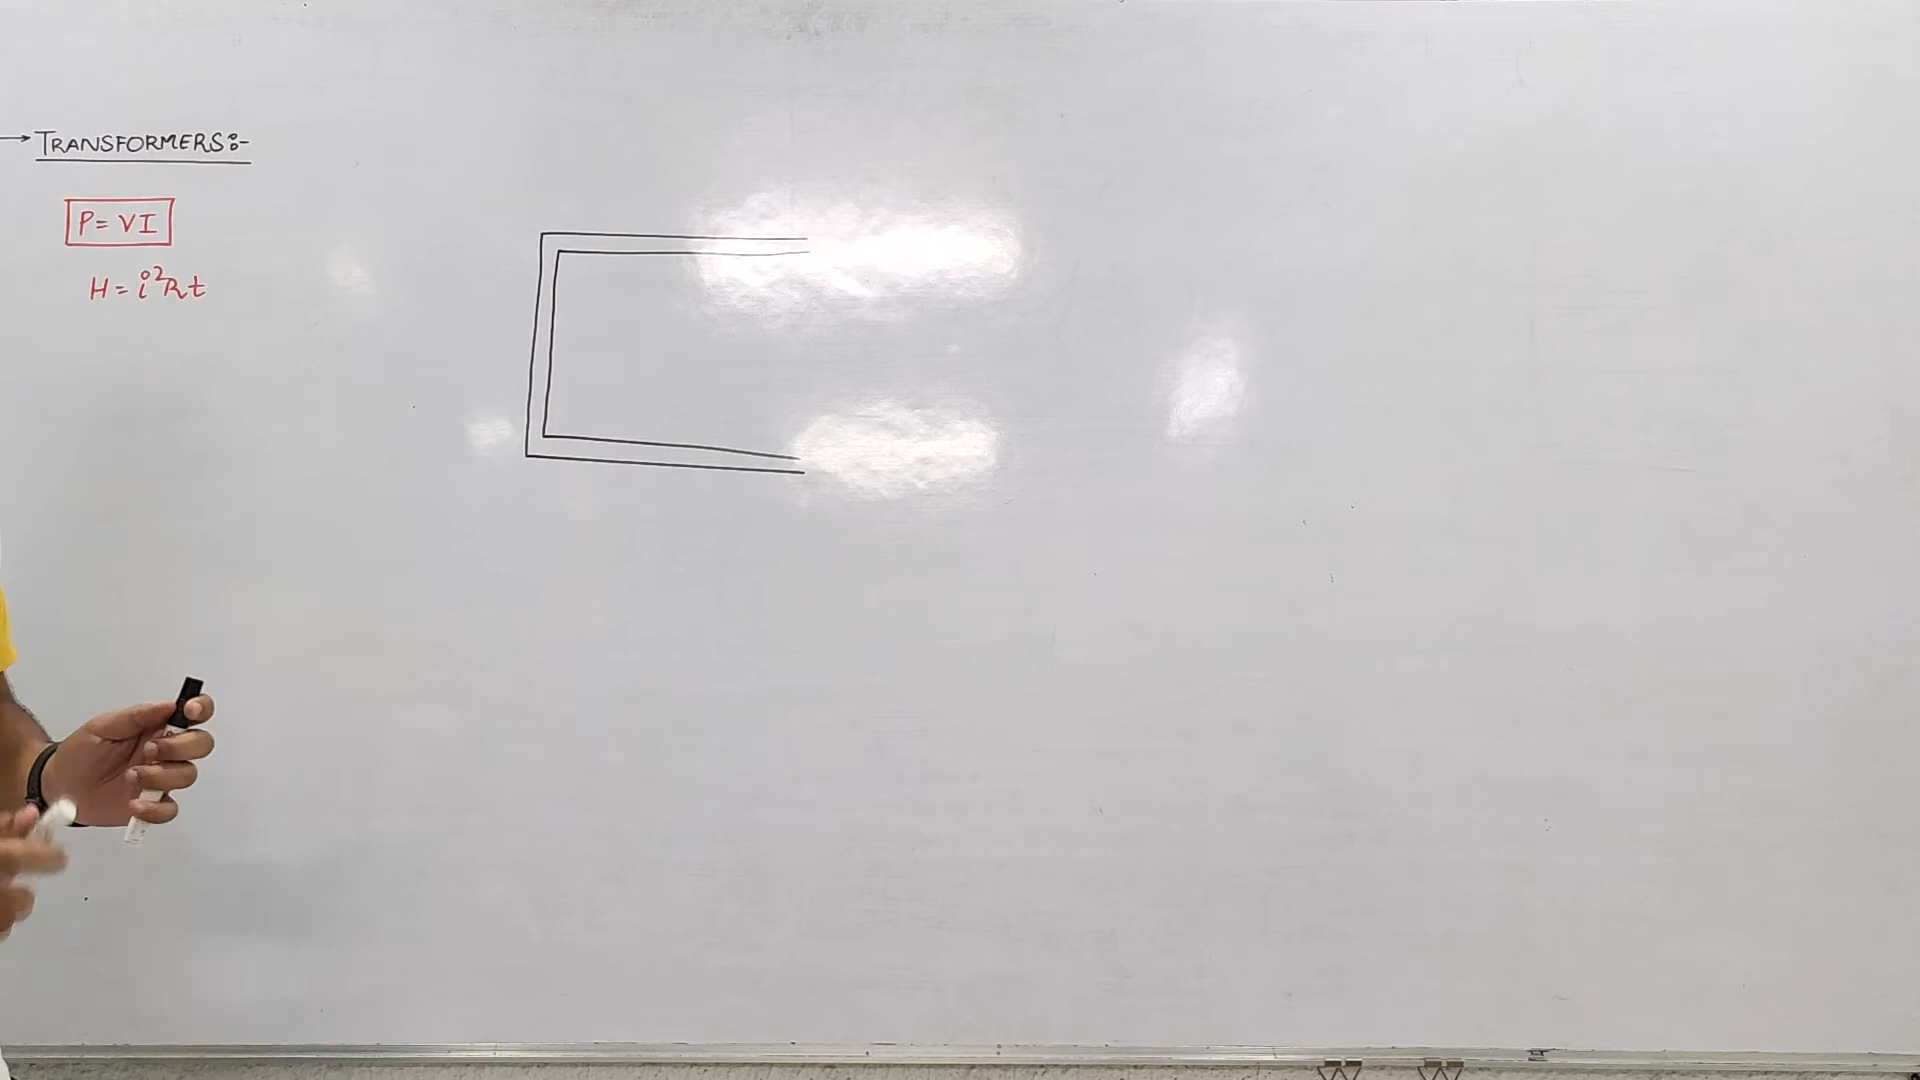 → TRANSFORMERS:-
P = VI
H = i²Rt